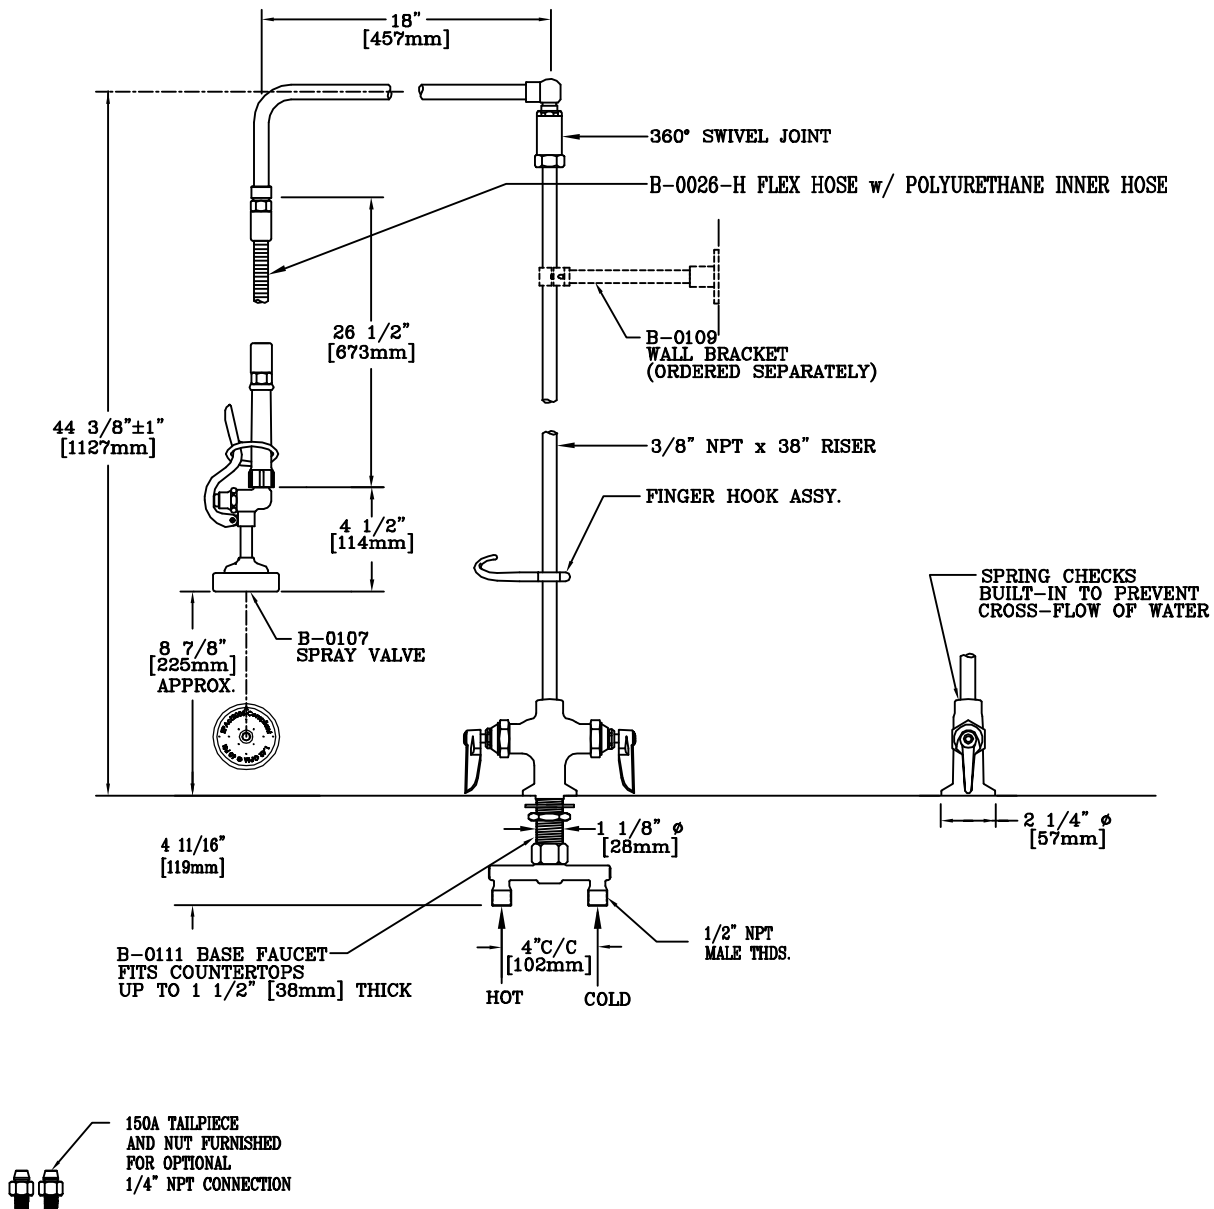 18"
[457mm]
360° SWIVEL JOINT
B-0026-H FLEX HOSE w/ POLYURETHANE INNER HOSE
26 1/2"
[673mm]
B-0109
WALL BRACKET
(ORDERED SEPARATELY)
44 3/8"±1"
[1127mm]
3/8" NPT x 38" RISER
FINGER HOOK ASSY.
4 1/2"
[114mm]
SPRING CHECKS
BUILT-IN TO PREVENT
CROSS-FLOW OF WATER
B-0107
SPRAY VALVE
8 7/8"
[225mm]
APPROX.
1 1/8" ø
[28mm]
2 1/4" ø
[57mm]
4 11/16"
[119mm]
1/2" NPT
MALE THDS.
B-0111 BASE FAUCET
FITS COUNTERTOPS
UP TO 1 1/2" [38mm] THICK
4"C/C
[102mm]
HOT
COLD
150A TAILPIECE
AND NUT FURNISHED
FOR OPTIONAL
1/4" NPT CONNECTION